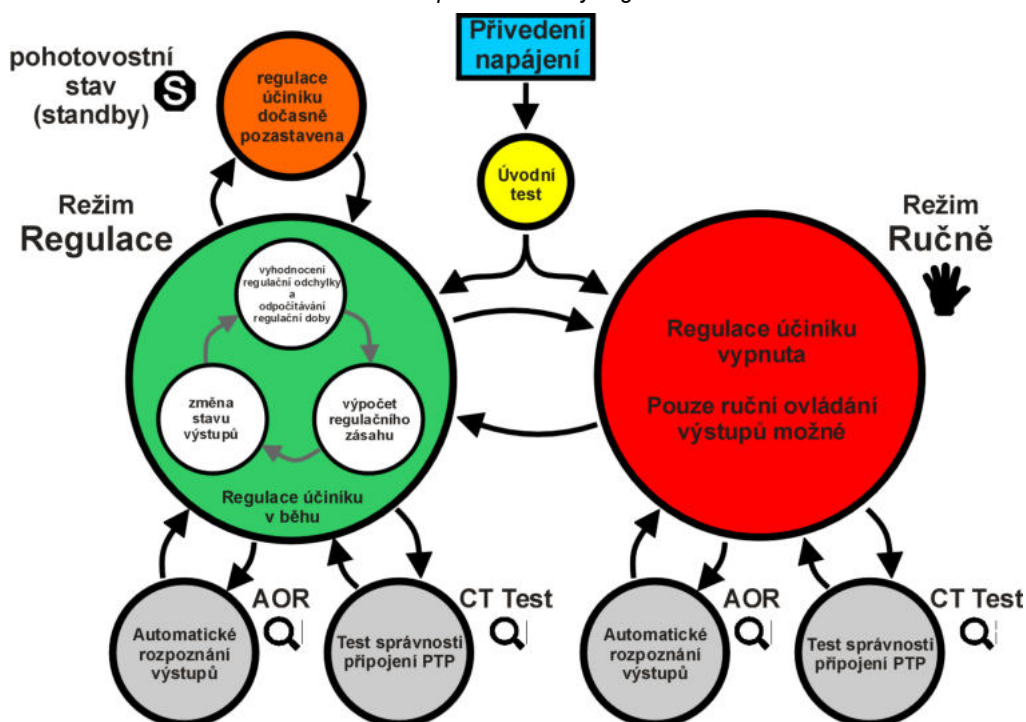 Přivedení
napájení
pohotovostní
stav
(standby)
S
regulace
účiníku
dočasně
pozastavena
Úvodní
test
Režim
Regulace
Režim
Ručně
vyhodnocení
regulační odchylky
a
odpočítávání
regulační doby
změna
stavu
výstupů
výpočet
regulačního
zásahu
Regulace účiníku
v běhu
Regulace účiníku
vypnuta
Pouze ruční ovládání
výstupů možné
AOR
Automatické
rozpoznání
výstupů
CT Test
Test správnosti
připojení PTP
AOR
Automatické
rozpoznání
výstupů
CT Test
Test správnosti
připojení PTP